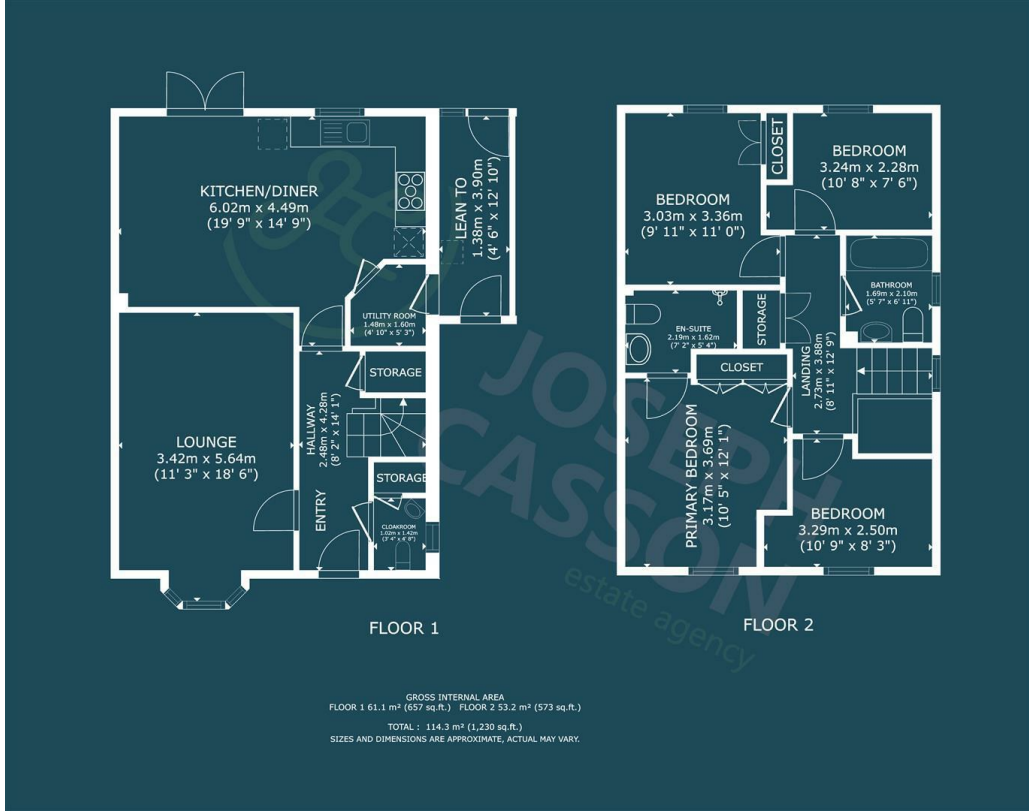 KITCHEN/DINER
6.02m x 4.49m
(19' 9" x 14' 9")
LEAN TO
1.38m x 3.90m
(4' 6" x 12' 10")
UTILITY ROOM
1.48m x 1.60m
(4' 10" x 5' 3")
STORAGE
LOUNGE
3.42m x 5.64m
(11' 3" x 18' 6")
HALLWAY
2.48m x 4.28m
(8' 2" x 14' 1")
ENTRY
STORAGE
CLOAKROOM
1.02m x 1.42m
(3' 4" x 4' 8")
FLOOR 1
BEDROOM
3.03m x 3.36m
(9' 11" x 11' 0")
CLOSET
BEDROOM
3.24m x 2.28m
(10' 8" x 7' 6")
BATHROOM
1.69m x 2.10m
(5' 7" x 6' 11")
EN-SUITE
2.19m x 1.62m
(7' 2" x 5' 4")
STORAGE
CLOSET
LANDING
2.73m x 3.88m
(8' 11" x 12' 9")
PRIMARY BEDROOM
3.17m x 3.69m
(10' 5" x 12' 1")
BEDROOM
3.29m x 2.50m
(10' 9" x 8' 3")
FLOOR 2
JOSEPH
CASSON
estate agency
GROSS INTERNAL AREA
FLOOR 1 61.1 m² (657 sq.ft.) FLOOR 2 53.2 m² (573 sq.ft.)
TOTAL : 114.3 m² (1,230 sq.ft.)
SIZES AND DIMENSIONS ARE APPROXIMATE, ACTUAL MAY VARY.